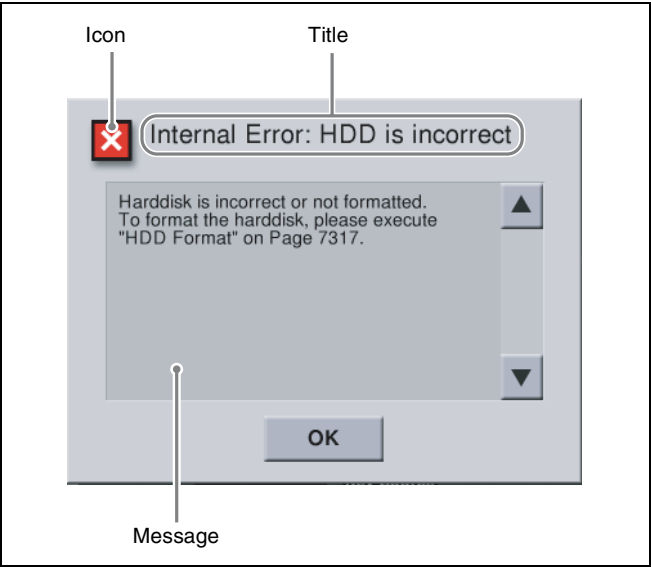 Icon
Title
Internal Error: HDD is incorrect
Harddisk is incorrect or not formatted.
To format the harddisk, please execute
"HDD Format" on Page 7317.
OK
Message